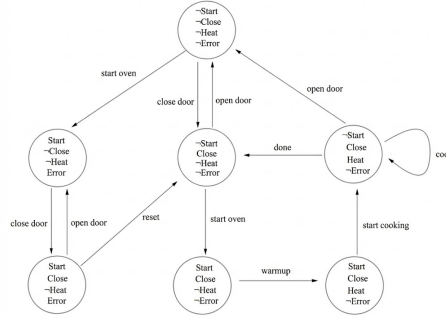 ¬Start
¬Close
¬Heat
¬Error
start oven
close door
open door
open door
Start
¬Close
¬Heat
Error
¬Start
Close
¬Heat
¬Error
done
¬Start
Close
Heat
¬Error
close door
open door
reset
start oven
start cooking
Start
Close
¬Heat
Error
Start
Close
¬Heat
¬Error
warmup
Start
Close
Heat
¬Error